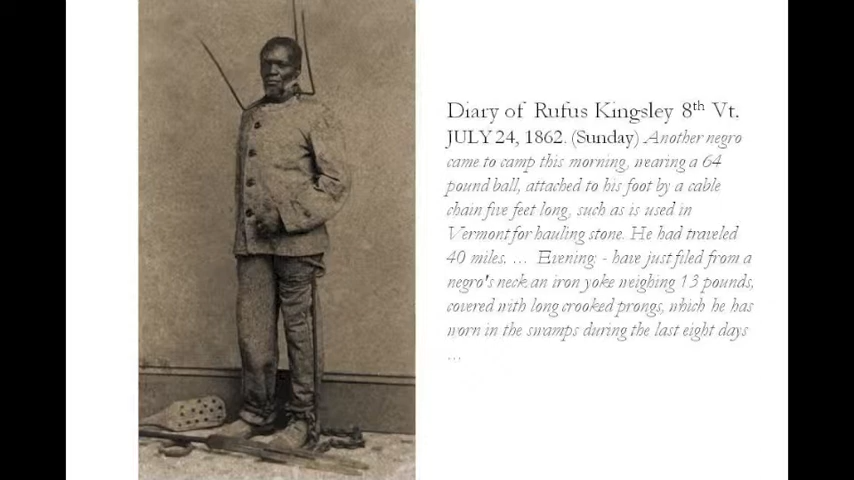 Diary of Rufus Kingsley 8th Vt.
JULY 24, 1862. (Sunday) Another negro
came to camp this morning, wearing a 64
pound ball, attached to his foot by a cable
chain five feet long, such as is used in
Vermont for hauling stone. He had traveled
40 miles. … Evening: - have just filed from a
negro's neck an iron yoke weighing 13 pounds,
covered with long crooked prongs, which he has
worn in the swamps during the last eight days
…